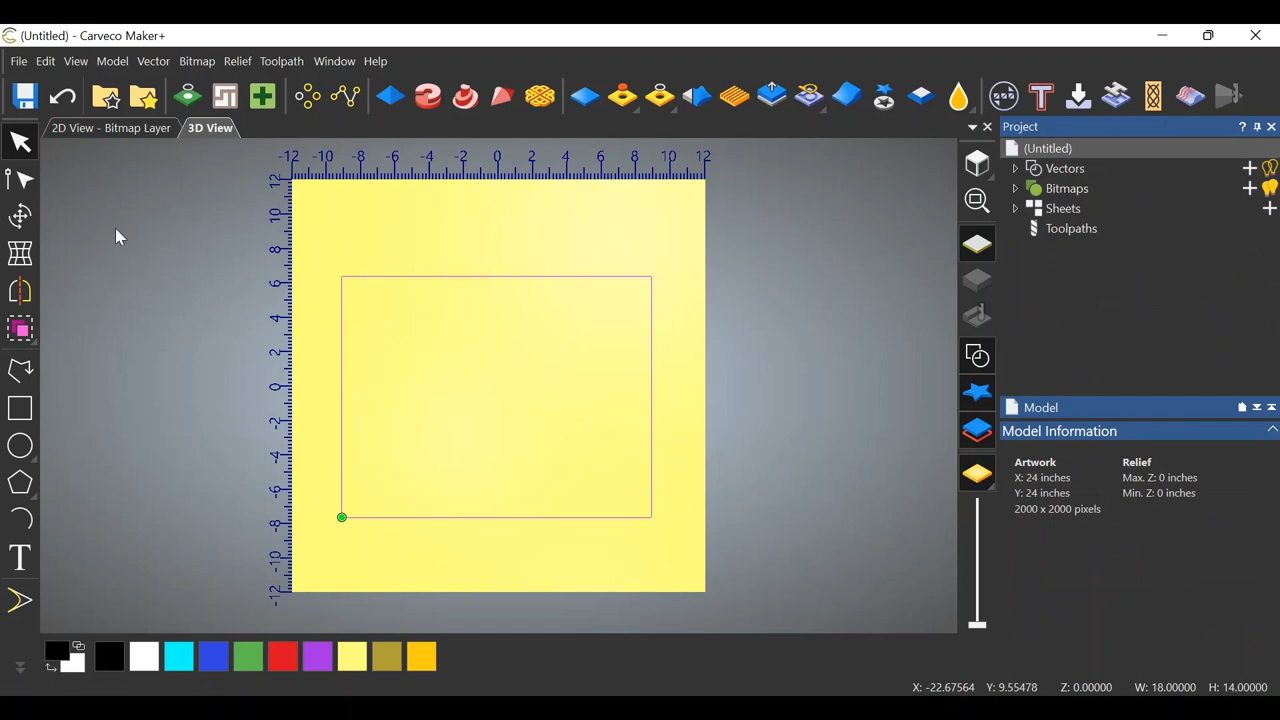 (Untitled) - Carveco Maker+
File Edit View Model Vector Bitmap Relief Toolpath Window Help
2D View - Bitmap Layer 3D View
Project
(Untitled)
Vectors
Bitmaps
Sheets
Toolpaths
-12 -10 -8 -6 -4 -2 0 2 4 6 8 10 12
12
10
8
6
4
2
0
-2
-4
-6
-8
-10
-12
T
Model
Model Information
Artwork Relief
X: 24 inches Max. Z: 0 inches
Y: 24 inches Min. Z: 0 inches
2000 x 2000 pixels
X: -22.67564 Y: 9.55478 Z: 0.00000 W: 18.00000 H: 14.00000